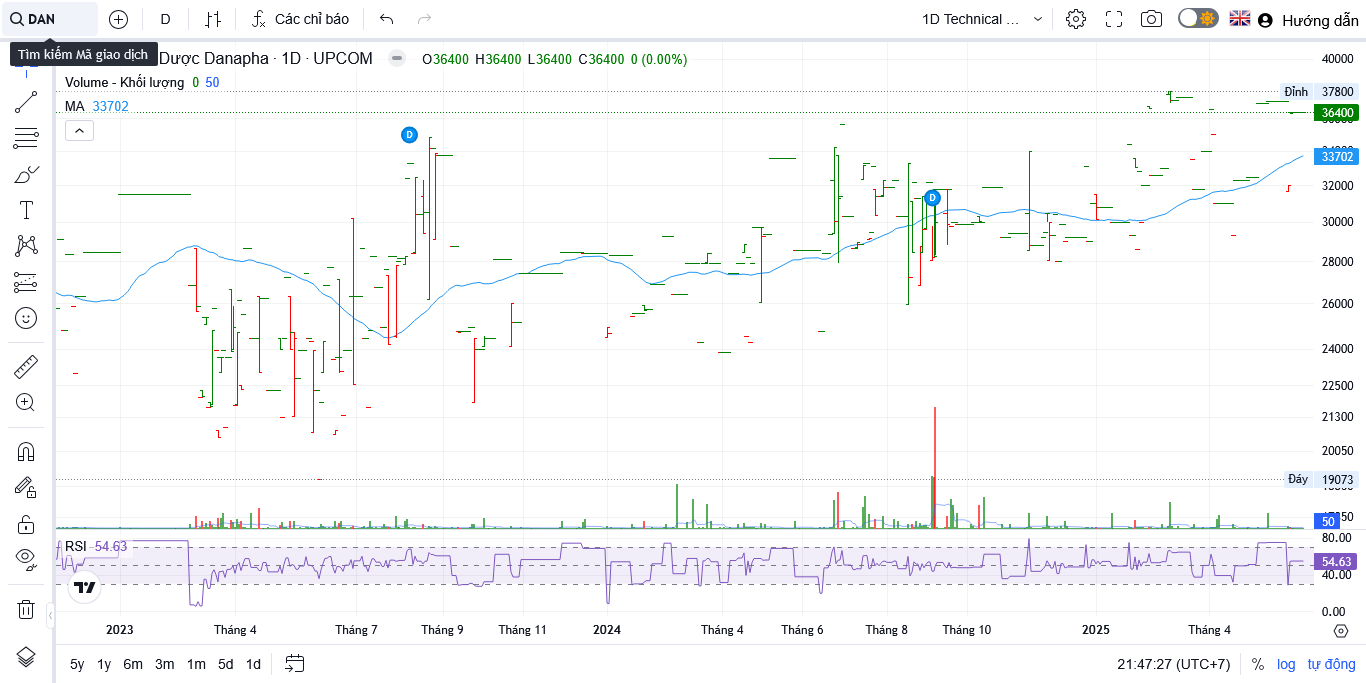 DAN
D
Các chỉ báo
1D Technical ...
Hướng dẫn
Tìm kiếm Mã giao dịch
Dược Danapha · 1D · UPCOM
O36400 H36400 L36400 C36400 0 (0.00%)
Volume - Khối lượng 0 50
MA 33702
D
D
40000
Đỉnh 37800
36400
33702
32000
30000
28000
26000
24000
22500
21300
20050
Đáy 19073
50
RSI 54.63
80.00
54.63
40.00
0.00
2023
Tháng 4
Tháng 7
Tháng 9
Tháng 11
2024
Tháng 4
Tháng 6
Tháng 8
Tháng 10
2025
Tháng 4
5y 1y 6m 3m 1m 5d 1d
21:47:27 (UTC+7) % log tự động